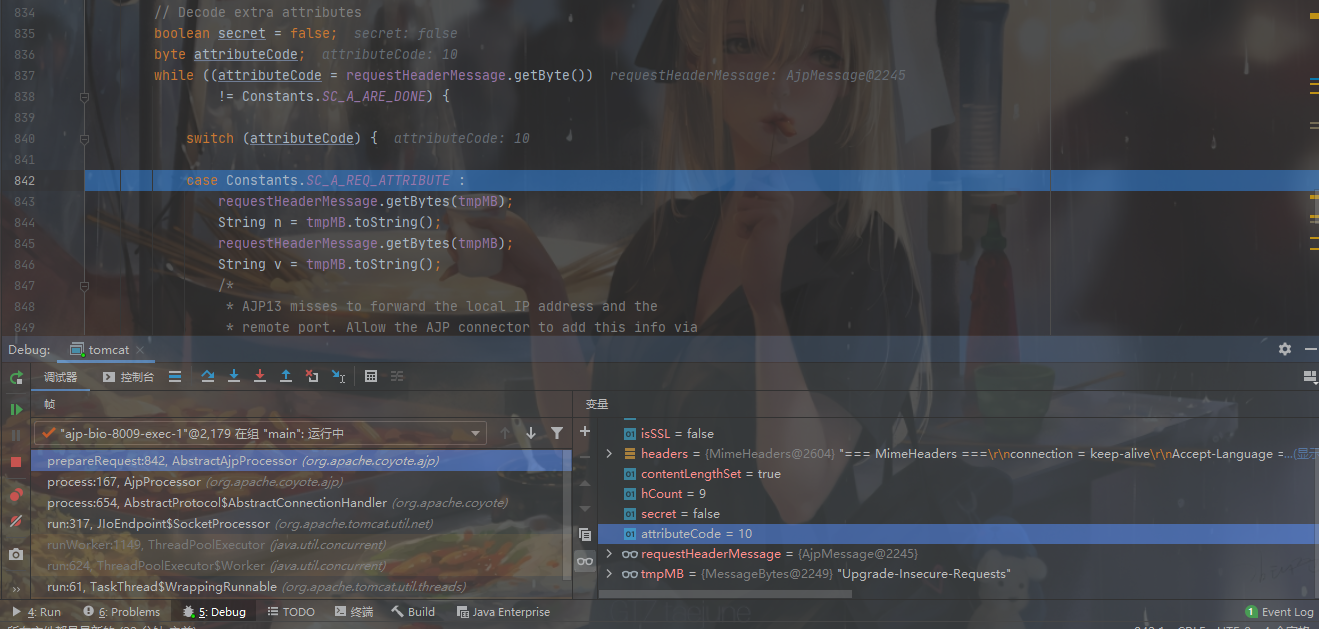 834 // Decode extra attributes
835 boolean secret = false; secret: false
836 byte attributeCode; attributeCode: 10
837 while ((attributeCode = requestHeaderMessage.getByte()) requestHeaderMessage: AjpMessage@2245
838 != Constants.SC_A_ARE_DONE) {
839
840 switch (attributeCode) { attributeCode: 10
841
842 case Constants.SC_A_REQ_ATTRIBUTE :
843 requestHeaderMessage.getBytes(tmpMB);
844 String n = tmpMB.toString();
845 requestHeaderMessage.getBytes(tmpMB);
846 String v = tmpMB.toString();
847 /*
848 * AJP13 misses to forward the local IP address and the
849 * remote port. Allow the AJP connector to add this info via
Debug: tomcat
调试器 控制台
帧 变量
"ajp-bio-8009-exec-1"@2,179 在组 "main": 运行中
prepareRequest:842, AbstractAjpProcessor (org.apache.coyote.ajp)
process:167, AjpProcessor (org.apache.coyote.ajp)
process:654, AbstractProtocol$AbstractConnectionHandler (org.apache.coyote)
run:317, JIoEndpoint$SocketProcessor (org.apache.tomcat.util.net)
runWorker:1149, ThreadPoolExecutor (java.util.concurrent)
run:624, ThreadPoolExecutor$Worker (java.util.concurrent)
run:61, TaskThread$WrappingRunnable (org.apache.tomcat.util.threads)
isSSL = false
headers = {MimeHeaders@2604} "=== MimeHeaders ===\r\nconnection = keep-alive\r\nAccept-Language =...(显示
contentLengthSet = true
hCount = 9
secret = false
attributeCode = 10
requestHeaderMessage = {AjpMessage@2245}
tmpMB = {MessageBytes@2249} "Upgrade-Insecure-Requests"
4: Run 6: Problems 5: Debug TODO 终端 Build Java Enterprise 1 Event Log